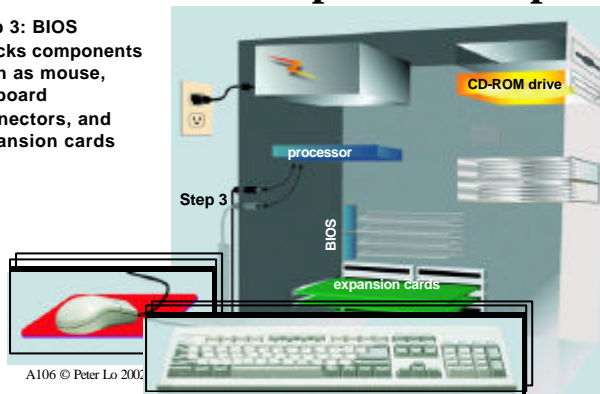 p 3: BIOS
cks components
n as mouse,
board
nectors, and
ansion cards
CD-ROM drive
processor
Step 3
BIOS
expansion cards
A106 © Peter Lo 2002